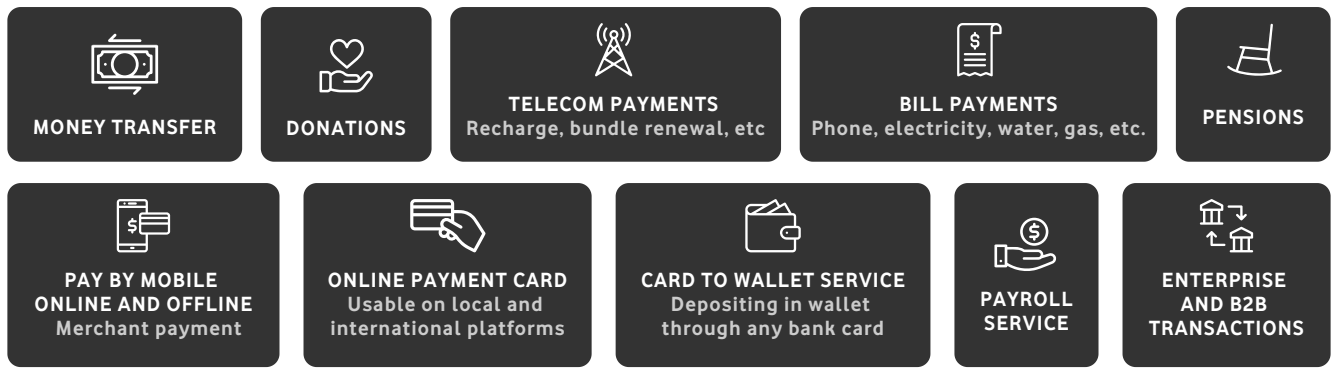 MONEY TRANSFER
DONATIONS
TELECOM PAYMENTS
Recharge, bundle renewal, etc
$
BILL PAYMENTS
Phone, electricity, water, gas, etc.
PENSIONS
$
PAY BY MOBILE
ONLINE AND OFFLINE
Merchant payment
ONLINE PAYMENT CARD
Usable on local and
international platforms
CARD TO WALLET SERVICE
Depositing in wallet
through any bank card
$
PAYROLL
SERVICE
ENTERPRISE
AND B2B
TRANSACTIONS